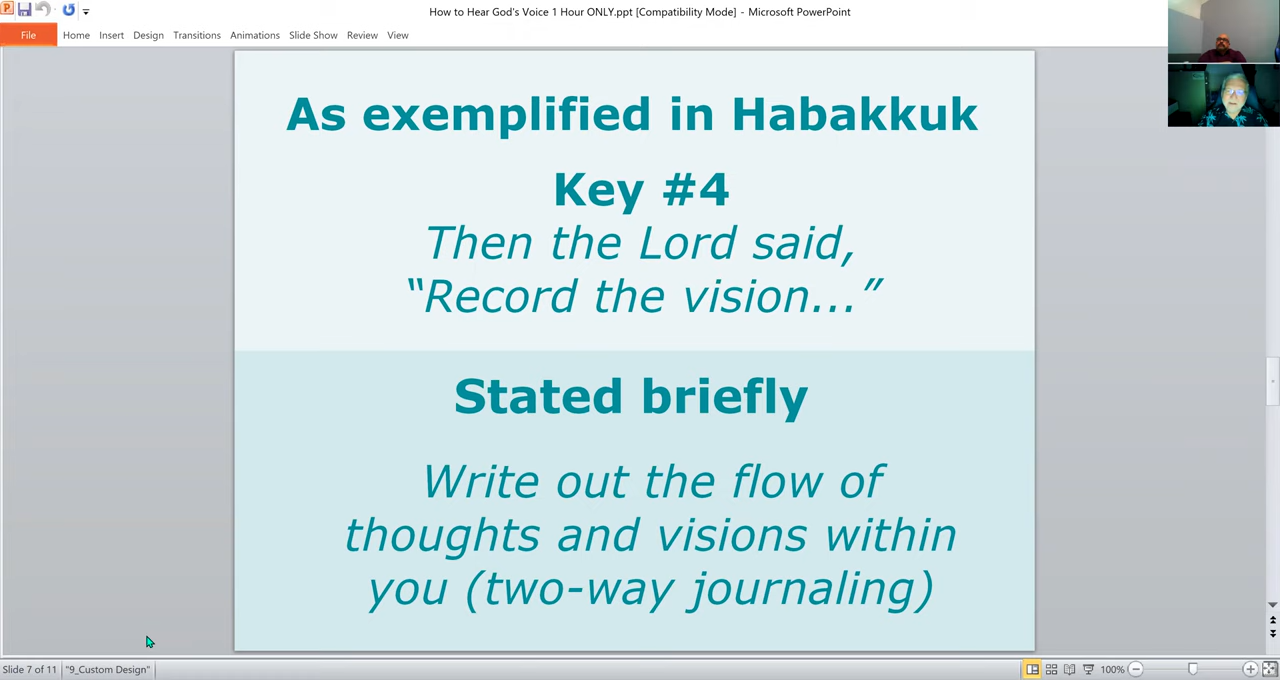 How to Hear God's Voice 1 Hour ONLY.ppt [Compatibility Mode] - Microsoft PowerPoint
File Home Insert Design Transitions Animations Slide Show Review View
As exemplified in Habakkuk
Key #4
Then the Lord said,
“Record the vision...”
Stated briefly
Write out the flow of
thoughts and visions within
you (two-way journaling)
Slide 7 of 11 "9_Custom Design" 100%